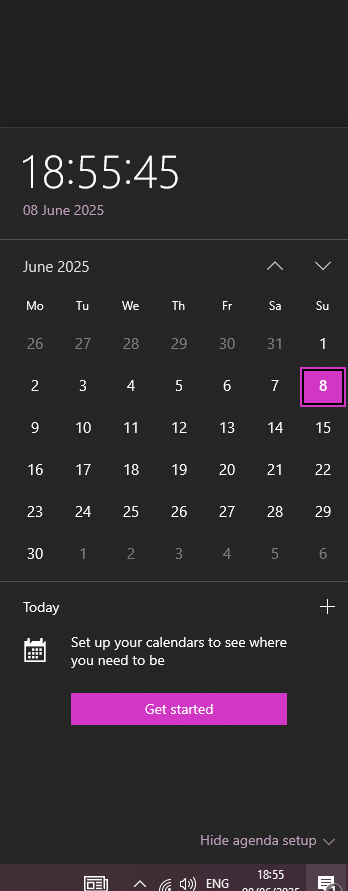 18:55:45
08 June 2025
June 2025
Mo Tu We Th Fr Sa Su
26 27 28 29 30 31 1
2 3 4 5 6 7 8
9 10 11 12 13 14 15
16 17 18 19 20 21 22
23 24 25 26 27 28 29
30 1 2 3 4 5 6
Today
Set up your calendars to see where
you need to be
Get started
Hide agenda setup
ENG 18:55